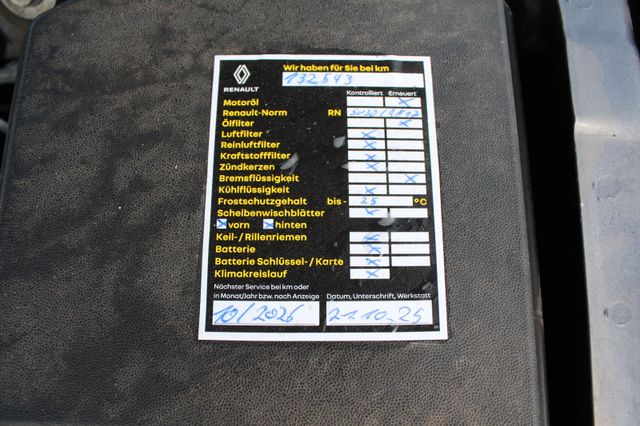 RENAULT
Wir haben für Sie bei km
132543
Kontrolliert Erneuert
Motoröl x
Renault-Norm RN
Ölfilter x
Luftfilter x
Reinluftfilter x
Kraftstofffilter x
Zündkerzen x
Bremsflüssigkeit x
Kühlflüssigkeit x
Frostschutzgehalt bis - 25 °C
Scheibenwischblätter x
x vorn x hinten
Keil- / Rillenriemen x
Batterie x
Batterie Schlüssel- / Karte x
Klimakreislauf x
Nächster Service bei km oder
in Monat/Jahr bzw. nach Anzeige Datum, Unterschrift, Werkstatt
10/2026 21.10.25